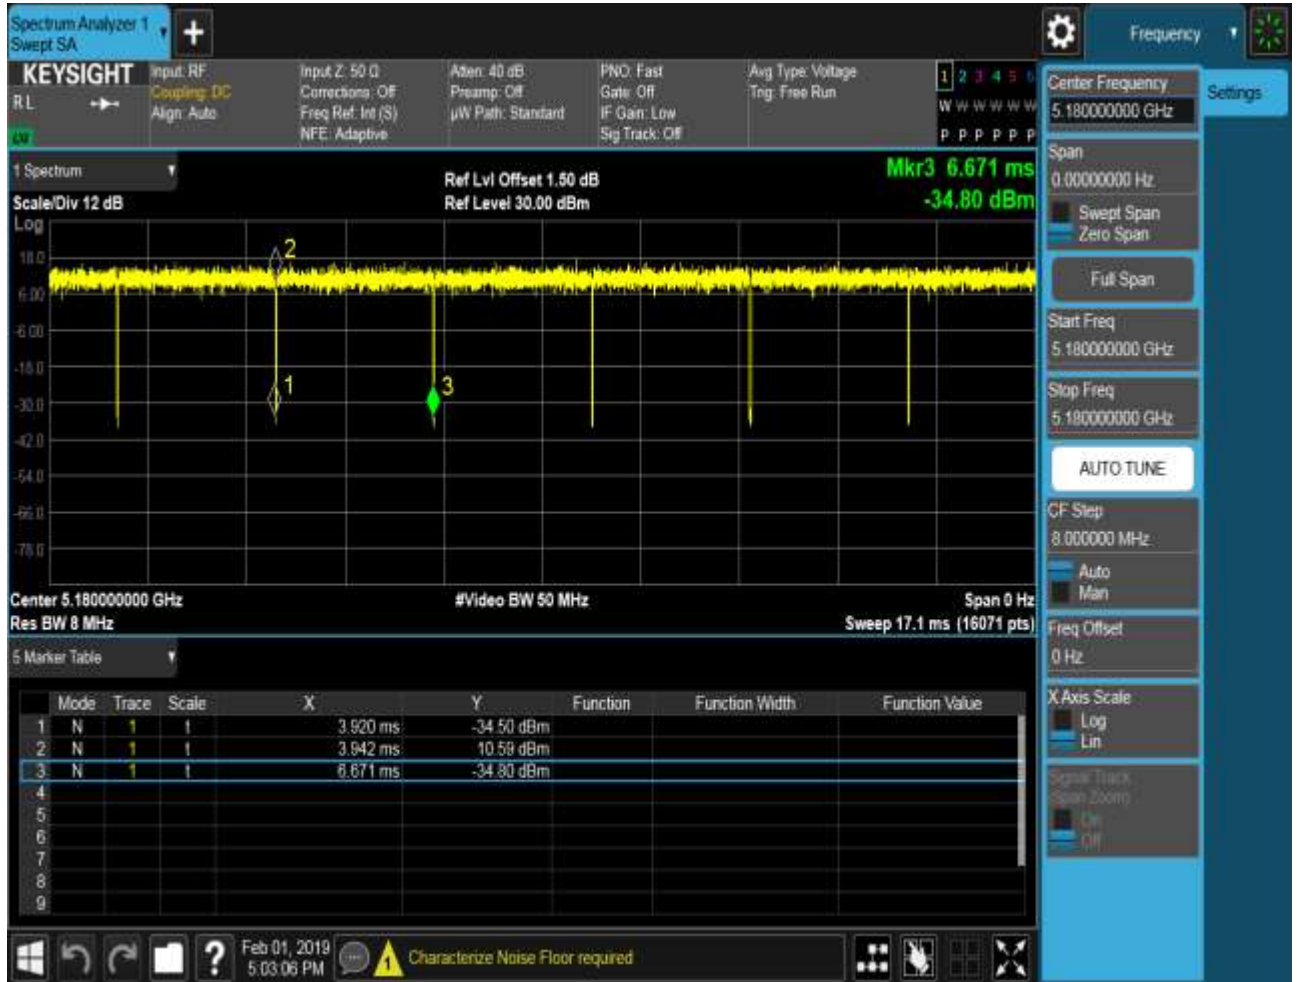 Spectrum Analyzer 1
Swept SA
+
Frequency
KEYSIGHT
RL
Input: RF
Coupling: DC
Align: Auto
Input Z: 50 Ω
Corrections: Off
Freq Ref: Int (S)
NFE: Adaptive
Atten: 40 dB
Preamp: Off
µW Path: Standard
PNO: Fast
Gate: Off
IF Gain: Low
Sig Track: Off
Avg Type: Voltage
Trig: Free Run
1 2 3 4 5 6
W W W W W W
P P P P P P
1 Spectrum
Scale/Div 12 dB
Ref Lvl Offset 1.50 dB
Ref Level 30.00 dBm
Mkr3 6.671 ms
-34.80 dBm
Log
18.0
6.00
-6.00
-18.0
-30.0
-42.0
-54.0
-66.0
-78.0
2
1
3
Center 5.180000000 GHz
Res BW 8 MHz
#Video BW 50 MHz
Span 0 Hz
Sweep 17.1 ms (16071 pts)
5 Marker Table
Mode Trace Scale X Y Function Function Width Function Value
1 N 1 t 3.920 ms -34.50 dBm
2 N 1 t 3.942 ms 10.59 dBm
3 N 1 t 6.671 ms -34.80 dBm
4
5
6
7
8
9
?
Feb 01, 2019
5:03:06 PM
1
Characterize Noise Floor required
Center Frequency
5.180000000 GHz
Settings
Span
0.00000000 Hz
Swept Span
Zero Span
Full Span
Start Freq
5.180000000 GHz
Stop Freq
5.180000000 GHz
AUTO TUNE
CF Step
8.000000 MHz
Auto
Man
Freq Offset
0 Hz
X Axis Scale
Log
Lin
Signal Track
(Span Zoom)
On
Off